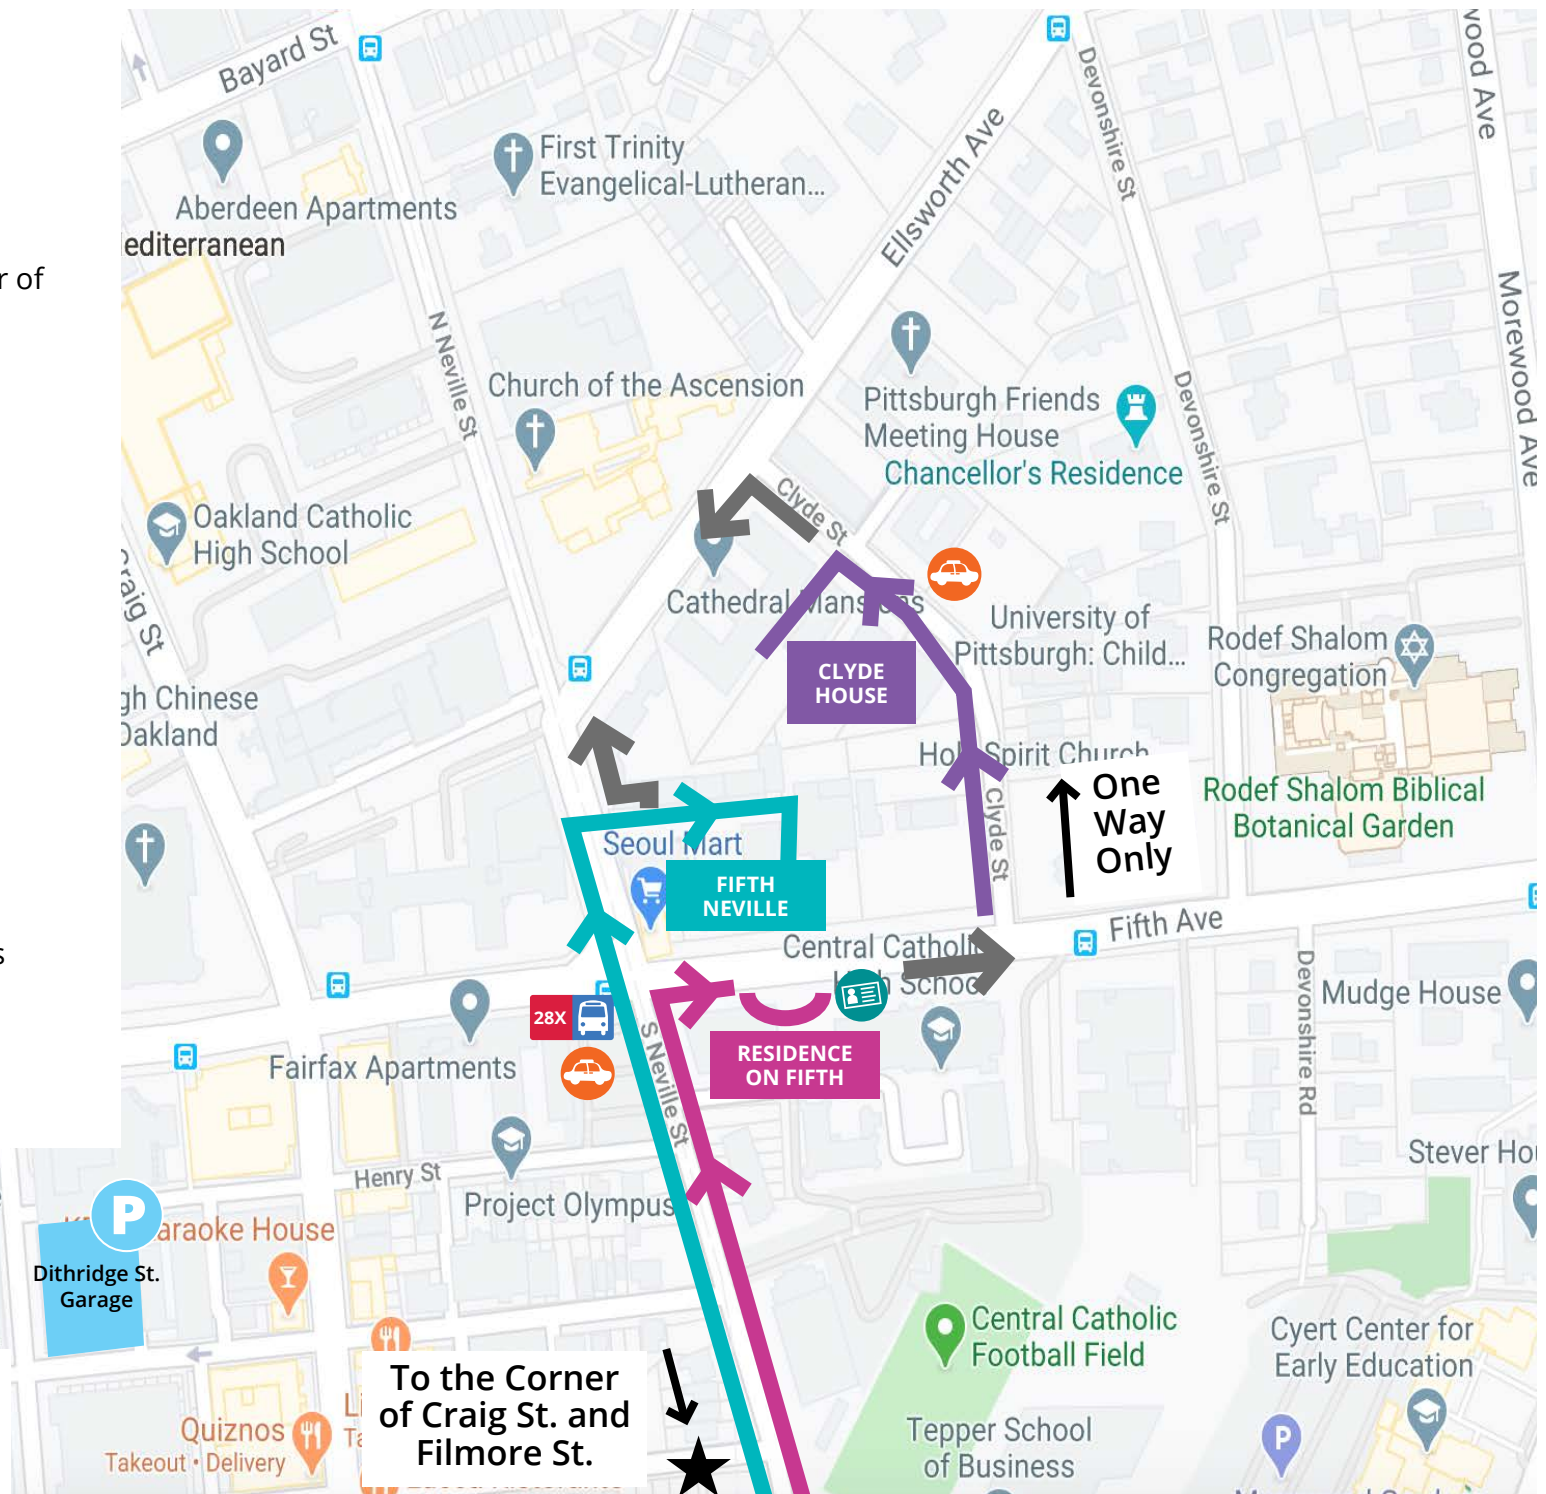 Bayard St
Devonshire St
wood Ave
First Trinity
Evangelical-Lutheran...
Ellsworth Ave
Aberdeen Apartments
editerranean
r of
N Neville St
Morewood Ave
Church of the Ascension
Pittsburgh Friends
Meeting House
Chancellor's Residence
Devonshire St
Clyde St
Oakland Catholic
High School
Craig St
Cathedral Mansions
University of
Pittsburgh: Child...
Rodef Shalom
Congregation
CLYDE
HOUSE
gh Chinese
Oakland
Holy Spirit Church
One
Way
Only
Rodef Shalom Biblical
Botanical Garden
Clyde St
Seoul Mart
FIFTH
NEVILLE
Fifth Ave
Central Catholic
High School
s
28X
Mudge House
Devonshire Rd
S Neville St
RESIDENCE
ON FIFTH
Fairfax Apartments
Henry St
Project Olympus
Stever Hou
P
araoke House
Dithridge St.
Garage
Central Catholic
Football Field
Cyert Center for
Early Education
To the Corner
of Craig St. and
Filmore St.
Li
Ta
Quiznos
Takeout • Delivery
Tepper School
of Business
P